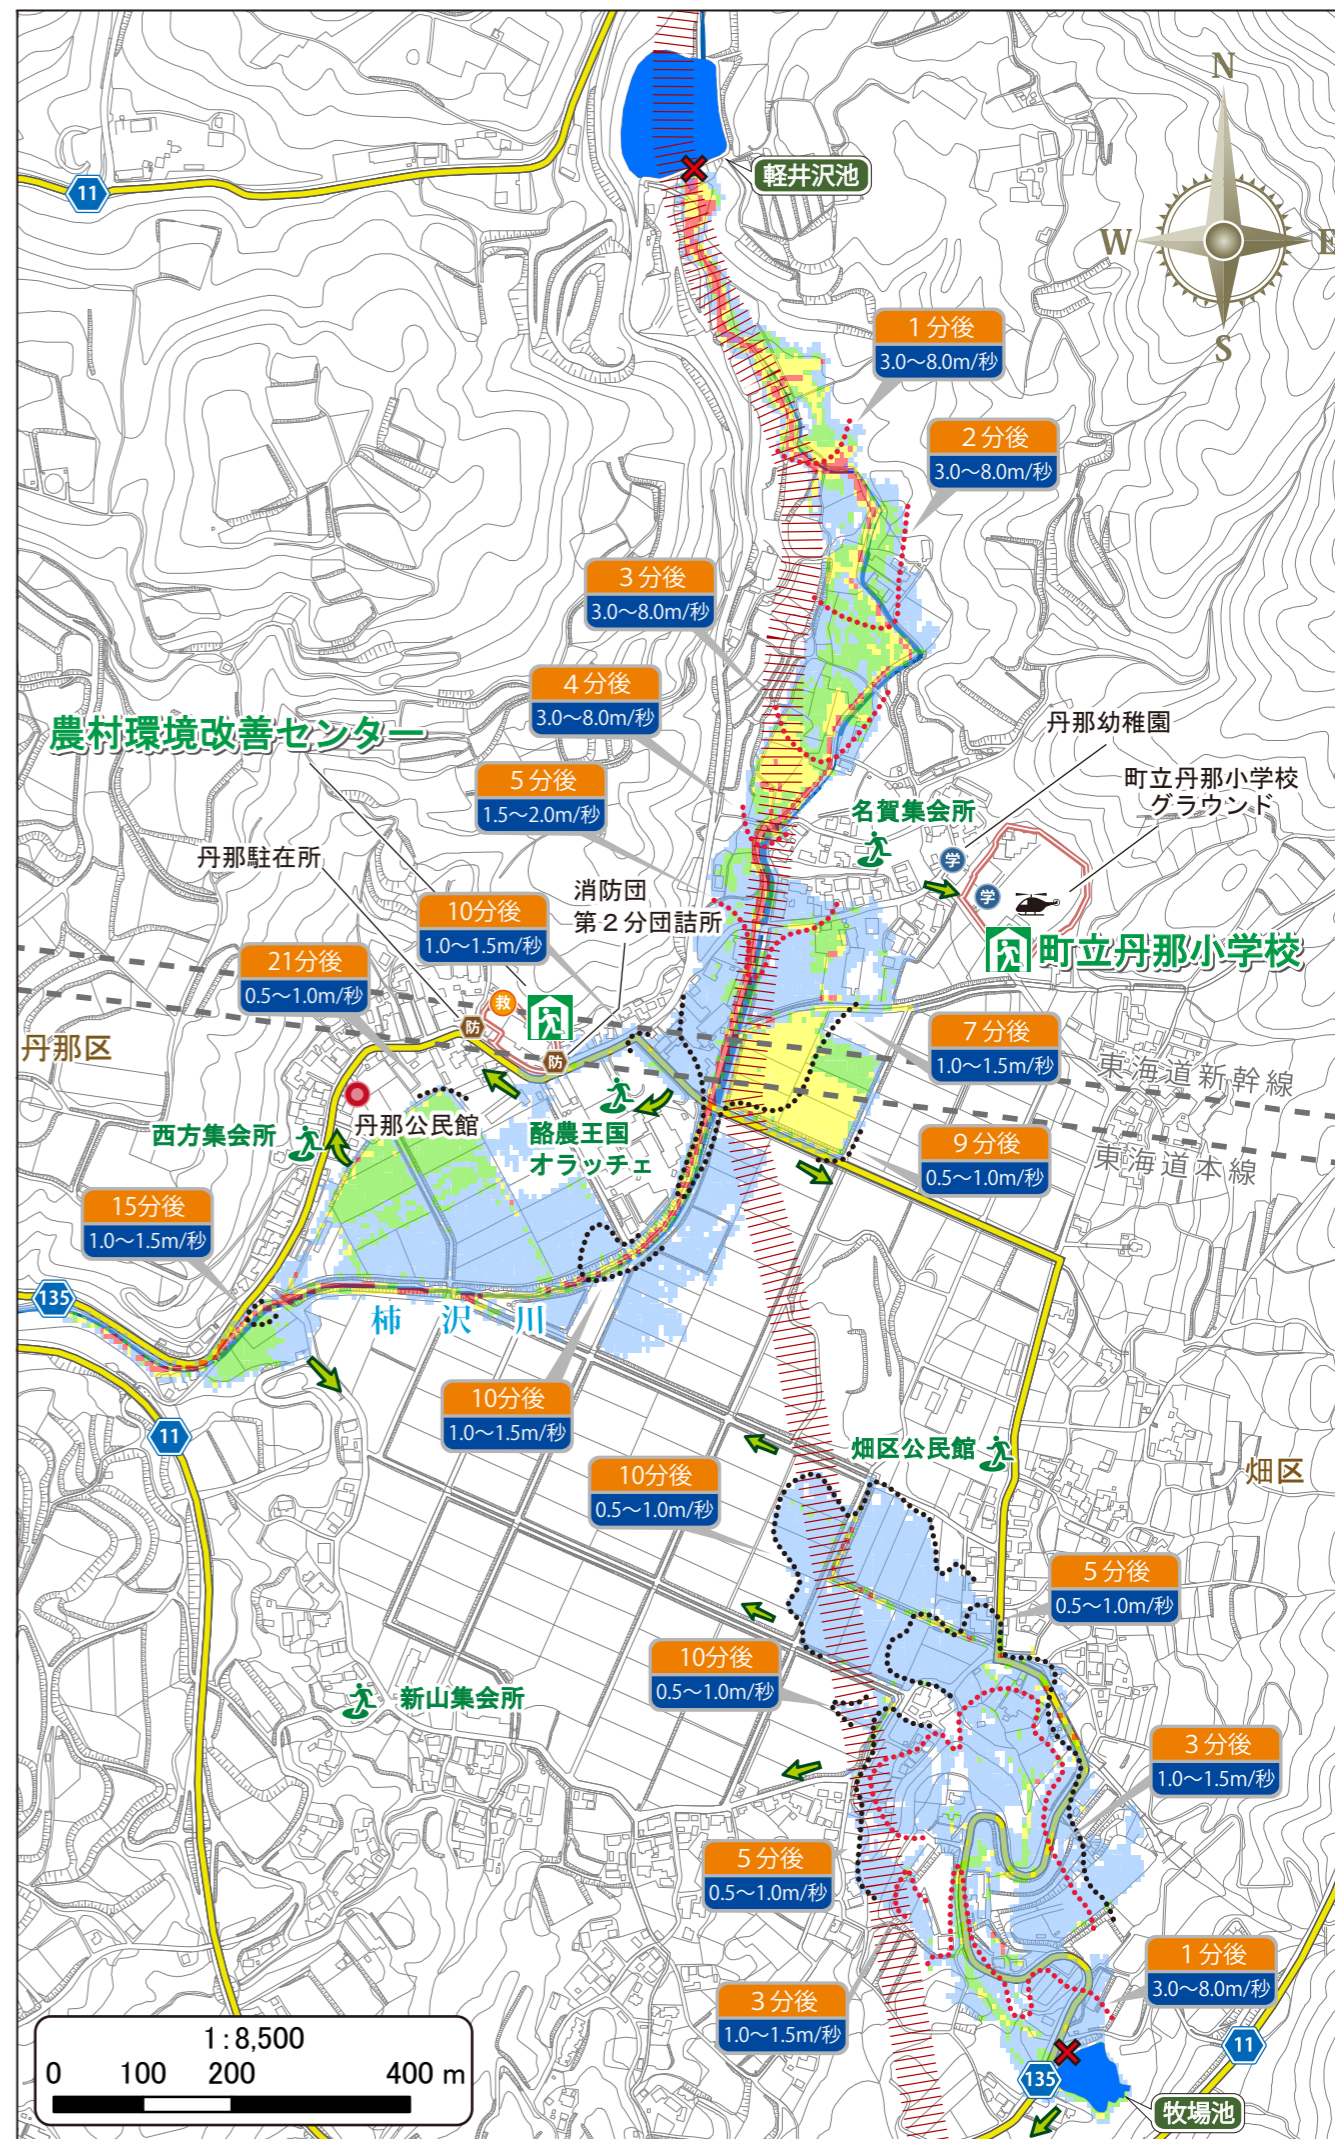 N
W
E
S
11
軽井沢池
1分後
3.0～8.0m/秒
2分後
3.0～8.0m/秒
3分後
3.0～8.0m/秒
4分後
3.0～8.0m/秒
5分後
1.5～2.0m/秒
農村環境改善センター
丹那幼稚園
町立丹那小学校
グラウンド
名賀集会所
学
学
町立丹那小学校
丹那駐在所
消防団
第２分団詰所
10分後
1.0～1.5m/秒
21分後
0.5～1.0m/秒
救
防
防
丹那区
7分後
1.0～1.5m/秒
東海道新幹線
東海道本線
9分後
0.5～1.0m/秒
丹那公民館
西方集会所
酪農王国
オラッチェ
15分後
1.0～1.5m/秒
135
柿沢川
11
10分後
1.0～1.5m/秒
畑区公民館
畑区
10分後
0.5～1.0m/秒
5分後
0.5～1.0m/秒
10分後
0.5～1.0m/秒
新山集会所
3分後
1.0～1.5m/秒
5分後
0.5～1.0m/秒
1分後
3.0～8.0m/秒
3分後
1.0～1.5m/秒
11
135
牧場池
1:8,500
0 100 200 400 m